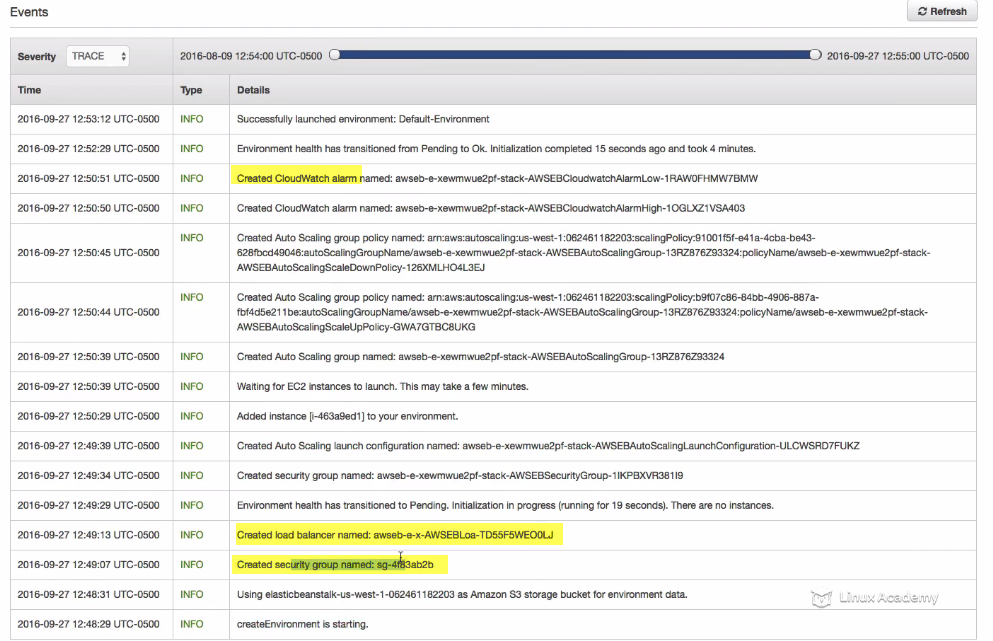 Events
Refresh
Severity TRACE 2016-08-09 12:54:00 UTC-0500 2016-09-27 12:55:00 UTC-0500
Time Type Details
2016-09-27 12:53:12 UTC-0500 INFO Successfully launched environment: Default-Environment
2016-09-27 12:52:29 UTC-0500 INFO Environment health has transitioned from Pending to Ok. Initialization completed 15 seconds ago and took 4 minutes.
2016-09-27 12:50:51 UTC-0500 INFO Created CloudWatch alarm named: awseb-e-xewmwue2pf-stack-AWSEBCloudwatchAlarmLow-1RAW0FHMW7BMW
2016-09-27 12:50:50 UTC-0500 INFO Created CloudWatch alarm named: awseb-e-xewmwue2pf-stack-AWSEBCloudwatchAlarmHigh-1OGLXZ1VSA403
2016-09-27 12:50:45 UTC-0500 INFO Created Auto Scaling group policy named: arn:aws:autoscaling:us-west-1:062461182203:scalingPolicy:91001f5f-e41a-4cba-be43-
628fbcd49046:autoScalingGroupName/awseb-e-xewmwue2pf-stack-AWSEBAutoScalingGroup-13RZ876Z93324:policyName/awseb-e-xewmwue2pf-stack-
AWSEBAutoScalingScaleDownPolicy-126XMLHO4L3EJ
2016-09-27 12:50:44 UTC-0500 INFO Created Auto Scaling group policy named: arn:aws:autoscaling:us-west-1:062461182203:scalingPolicy:b9f07c86-84bb-4906-887a-
fbf4d5e211be:autoScalingGroupName/awseb-e-xewmwue2pf-stack-AWSEBAutoScalingGroup-13RZ876Z93324:policyName/awseb-e-xewmwue2pf-stack-
AWSEBAutoScalingScaleUpPolicy-GWA7GTBC8UKG
2016-09-27 12:50:39 UTC-0500 INFO Created Auto Scaling group named: awseb-e-xewmwue2pf-stack-AWSEBAutoScalingGroup-13RZ876Z93324
2016-09-27 12:50:39 UTC-0500 INFO Waiting for EC2 instances to launch. This may take a few minutes.
2016-09-27 12:50:29 UTC-0500 INFO Added instance [i-463a9ed1] to your environment.
2016-09-27 12:49:39 UTC-0500 INFO Created Auto Scaling launch configuration named: awseb-e-xewmwue2pf-stack-AWSEBAutoScalingLaunchConfiguration-ULCWSRD7FUKZ
2016-09-27 12:49:34 UTC-0500 INFO Created security group named: awseb-e-xewmwue2pf-stack-AWSEBSecurityGroup-1IKPBXVR381I9
2016-09-27 12:49:29 UTC-0500 INFO Environment health has transitioned to Pending. Initialization in progress (running for 19 seconds). There are no instances.
2016-09-27 12:49:13 UTC-0500 INFO Created load balancer named: awseb-e-x-AWSEBLoa-TD55F5WEO0LJ
2016-09-27 12:49:07 UTC-0500 INFO Created security group named: sg-4f83ab2b
2016-09-27 12:48:31 UTC-0500 INFO Using elasticbeanstalk-us-west-1-062461182203 as Amazon S3 storage bucket for environment data.
2016-09-27 12:48:29 UTC-0500 INFO createEnvironment is starting.
Linux Academy